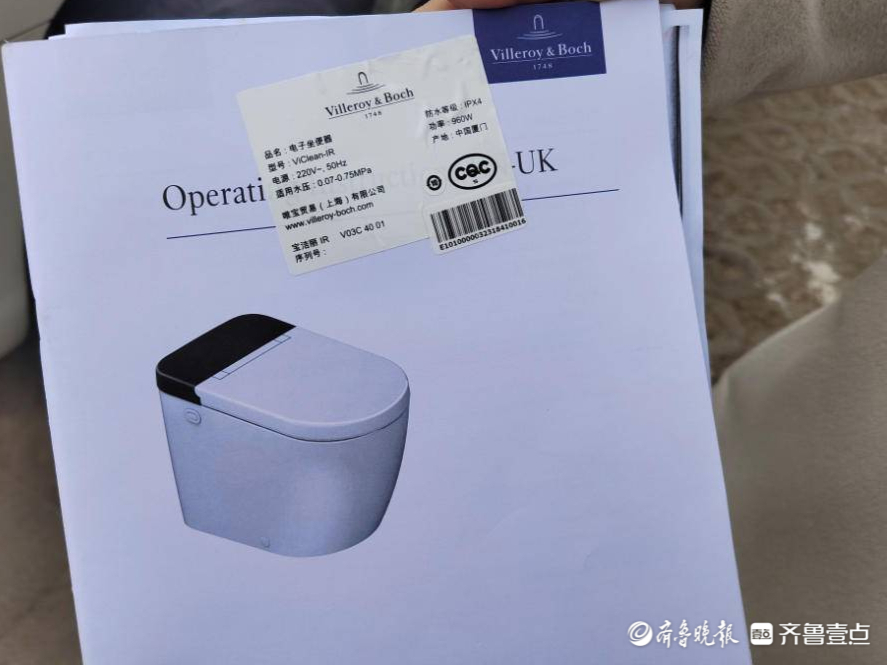 Villeroy & Boch
1748
Villeroy & Boch
1748
品名：电子坐便器
型号：ViClean-IR
电源：220V~, 50Hz
适用水压：0.07-0.75MPa
唯宝贸易（上海）有限公司
www.villeroy-boch.com
宝洁丽 IR V03C 40 01
序列号：
防水等级：IPX4
功率：960W
产地：中国厦门
CQC
E1010000032318410016
Operati
-UK
齐鲁晚报 壹点 齐鲁壹点